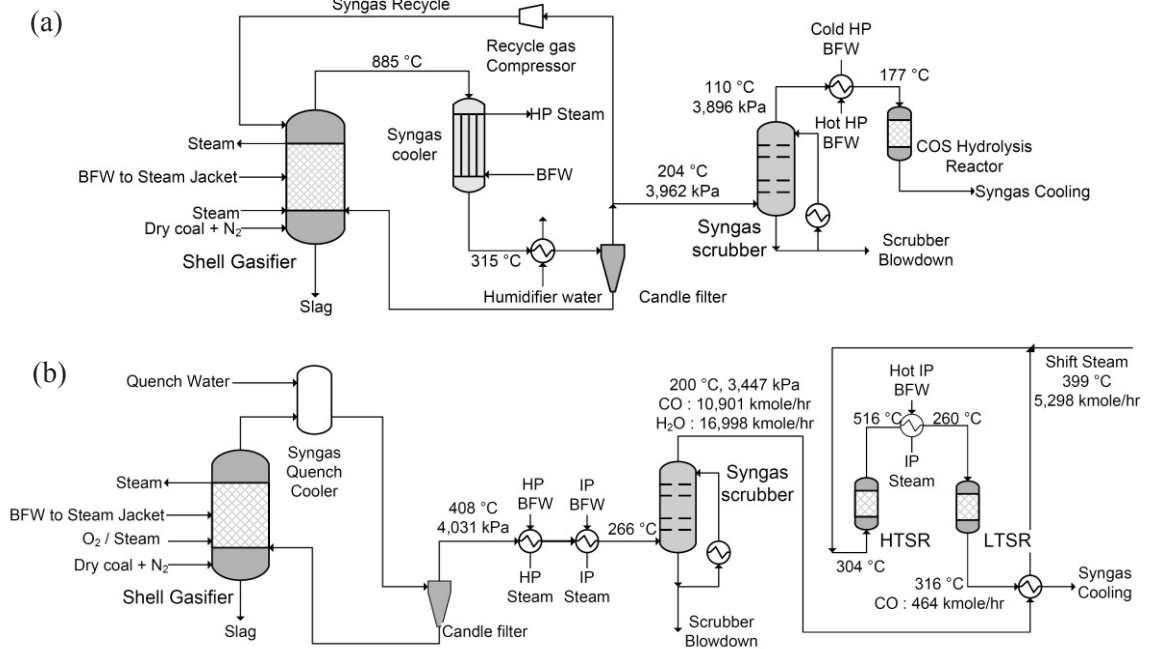 (a)
Syngas Recycle
Recycle gas
Compressor
885 °C
Steam
BFW to Steam Jacket
Steam
Dry coal + N₂
Shell Gasifier
Slag
Syngas
cooler
HP Steam
BFW
315 °C
Humidifier water
Candle filter
204 °C
3,962 kPa
110 °C
3,896 kPa
Cold HP
BFW
Hot HP
BFW
177 °C
COS Hydrolysis
Reactor
Syngas Cooling
Syngas
scrubber
Scrubber
Blowdown
(b)
Quench Water
Syngas
Quench
Cooler
Steam
BFW to Steam Jacket
O₂ / Steam
Dry coal + N₂
Shell Gasifier
Slag
Candle filter
408 °C
4,031 kPa
HP
BFW
HP
Steam
IP
BFW
IP
Steam
266 °C
200 °C, 3,447 kPa
CO : 10,901 kmole/hr
H₂O : 16,998 kmole/hr
Syngas
scrubber
Scrubber
Blowdown
Shift Steam
399 °C
5,298 kmole/hr
Hot IP
BFW
516 °C
260 °C
IP
Steam
HTSR
LTSR
304 °C
316 °C
CO : 464 kmole/hr
Syngas
Cooling